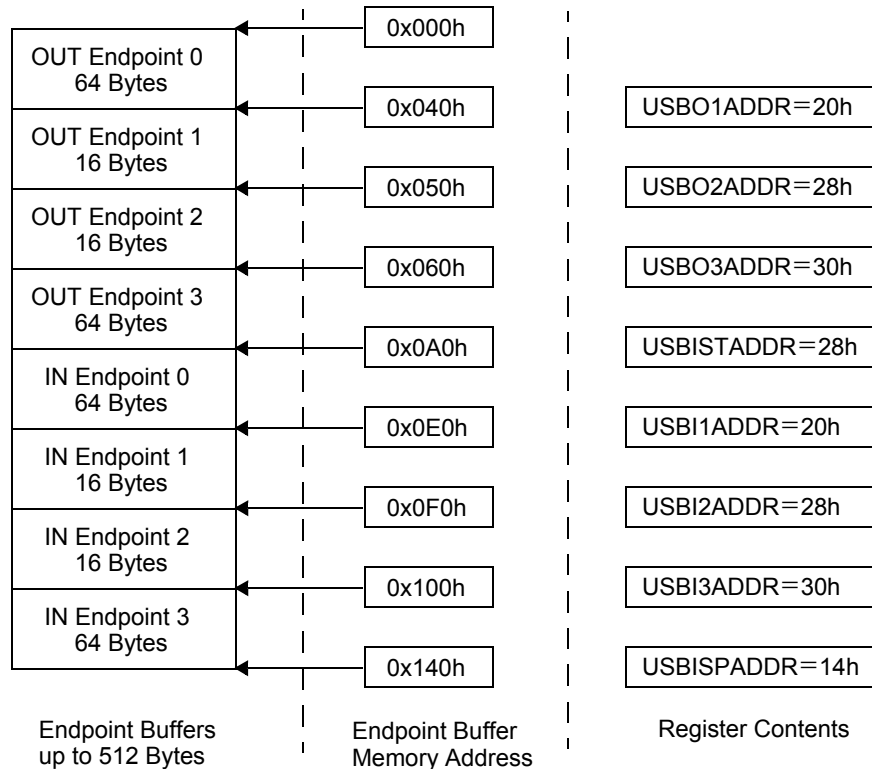 0x000h
OUT Endpoint 0
64 Bytes
0x040h
USBO1ADDR=20h
OUT Endpoint 1
16 Bytes
0x050h
USBO2ADDR=28h
OUT Endpoint 2
16 Bytes
0x060h
USBO3ADDR=30h
OUT Endpoint 3
64 Bytes
0x0A0h
USBISTADDR=28h
IN Endpoint 0
64 Bytes
0x0E0h
USBI1ADDR=20h
IN Endpoint 1
16 Bytes
0x0F0h
USBI2ADDR=28h
IN Endpoint 2
16 Bytes
0x100h
USBI3ADDR=30h
IN Endpoint 3
64 Bytes
0x140h
USBISPADDR=14h
Endpoint Buffers
up to 512 Bytes
Endpoint Buffer
Memory Address
Register Contents